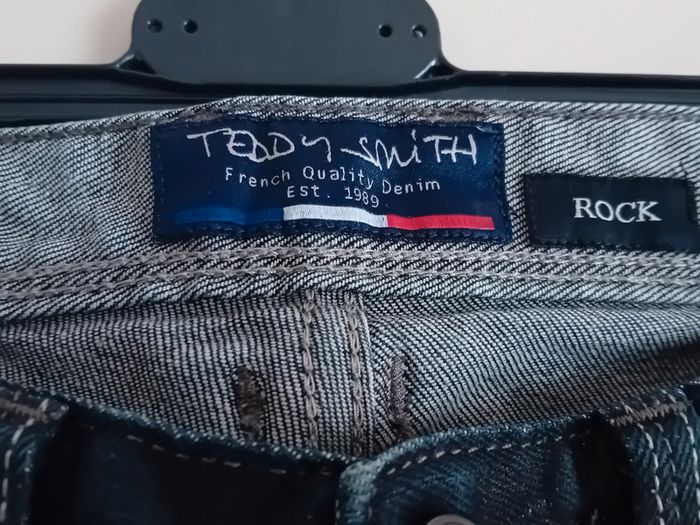 TEDDY SMITH
French Quality Denim
Est. 1989
ROCK